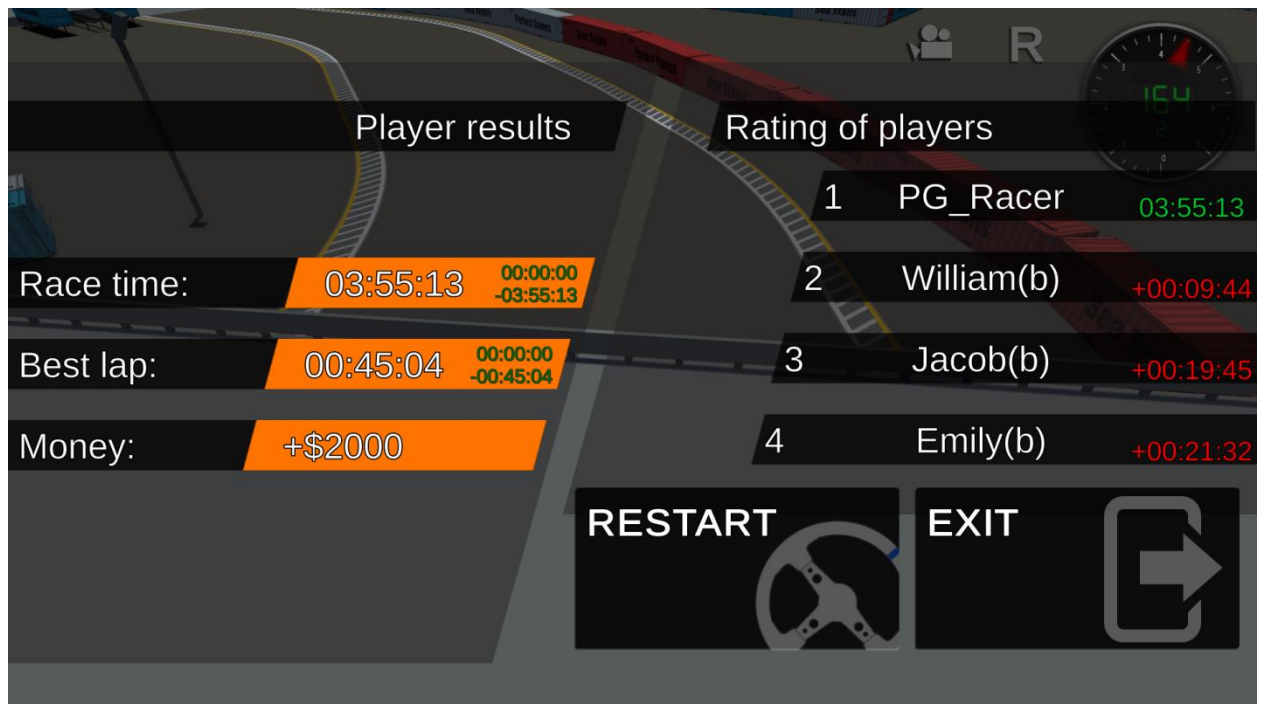 R
164
2
Player results
Rating of players
1 PG_Racer 03:55:13
Race time: 03:55:13 00:00:00
-03:55:13
2 William(b) +00:09:44
Best lap: 00:45:04 00:00:00
-00:45:04
3 Jacob(b) +00:19:45
Money: +$2000
4 Emily(b) +00:21:32
RESTART
EXIT